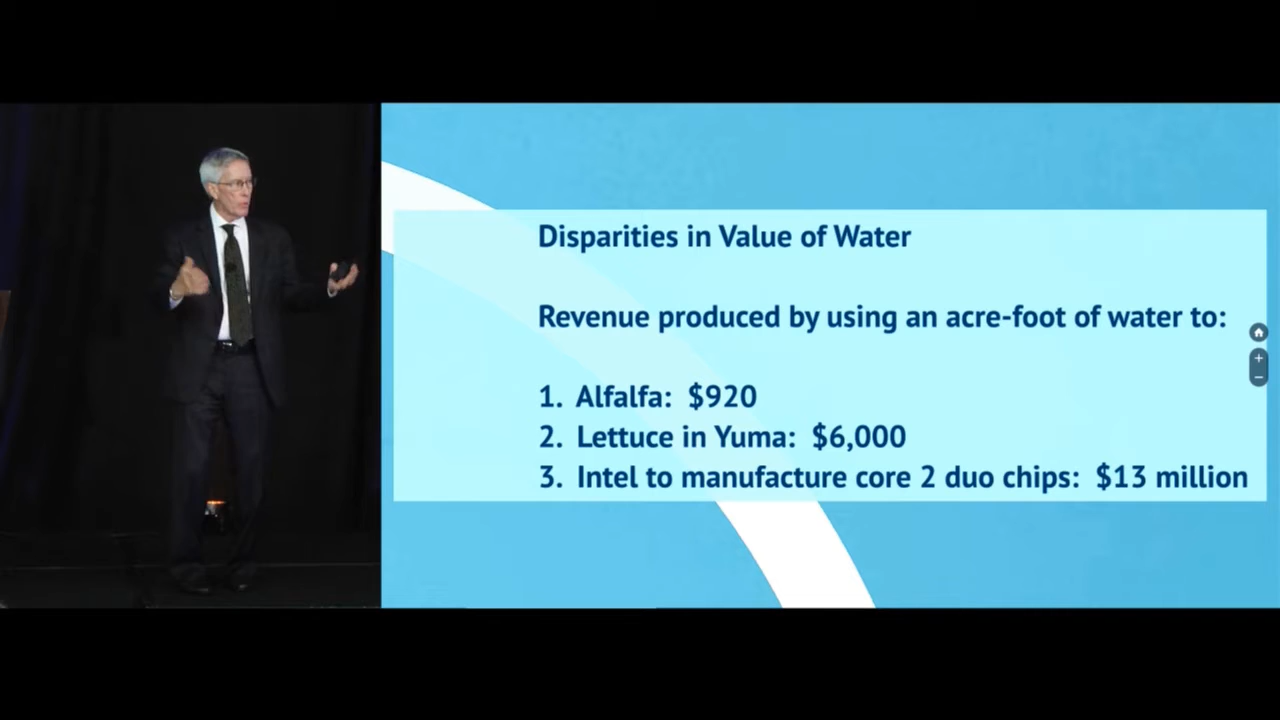 Disparities in Value of Water
Revenue produced by using an acre-foot of water to:
1. Alfalfa: $920
2. Lettuce in Yuma: $6,000
3. Intel to manufacture core 2 duo chips: $13 million